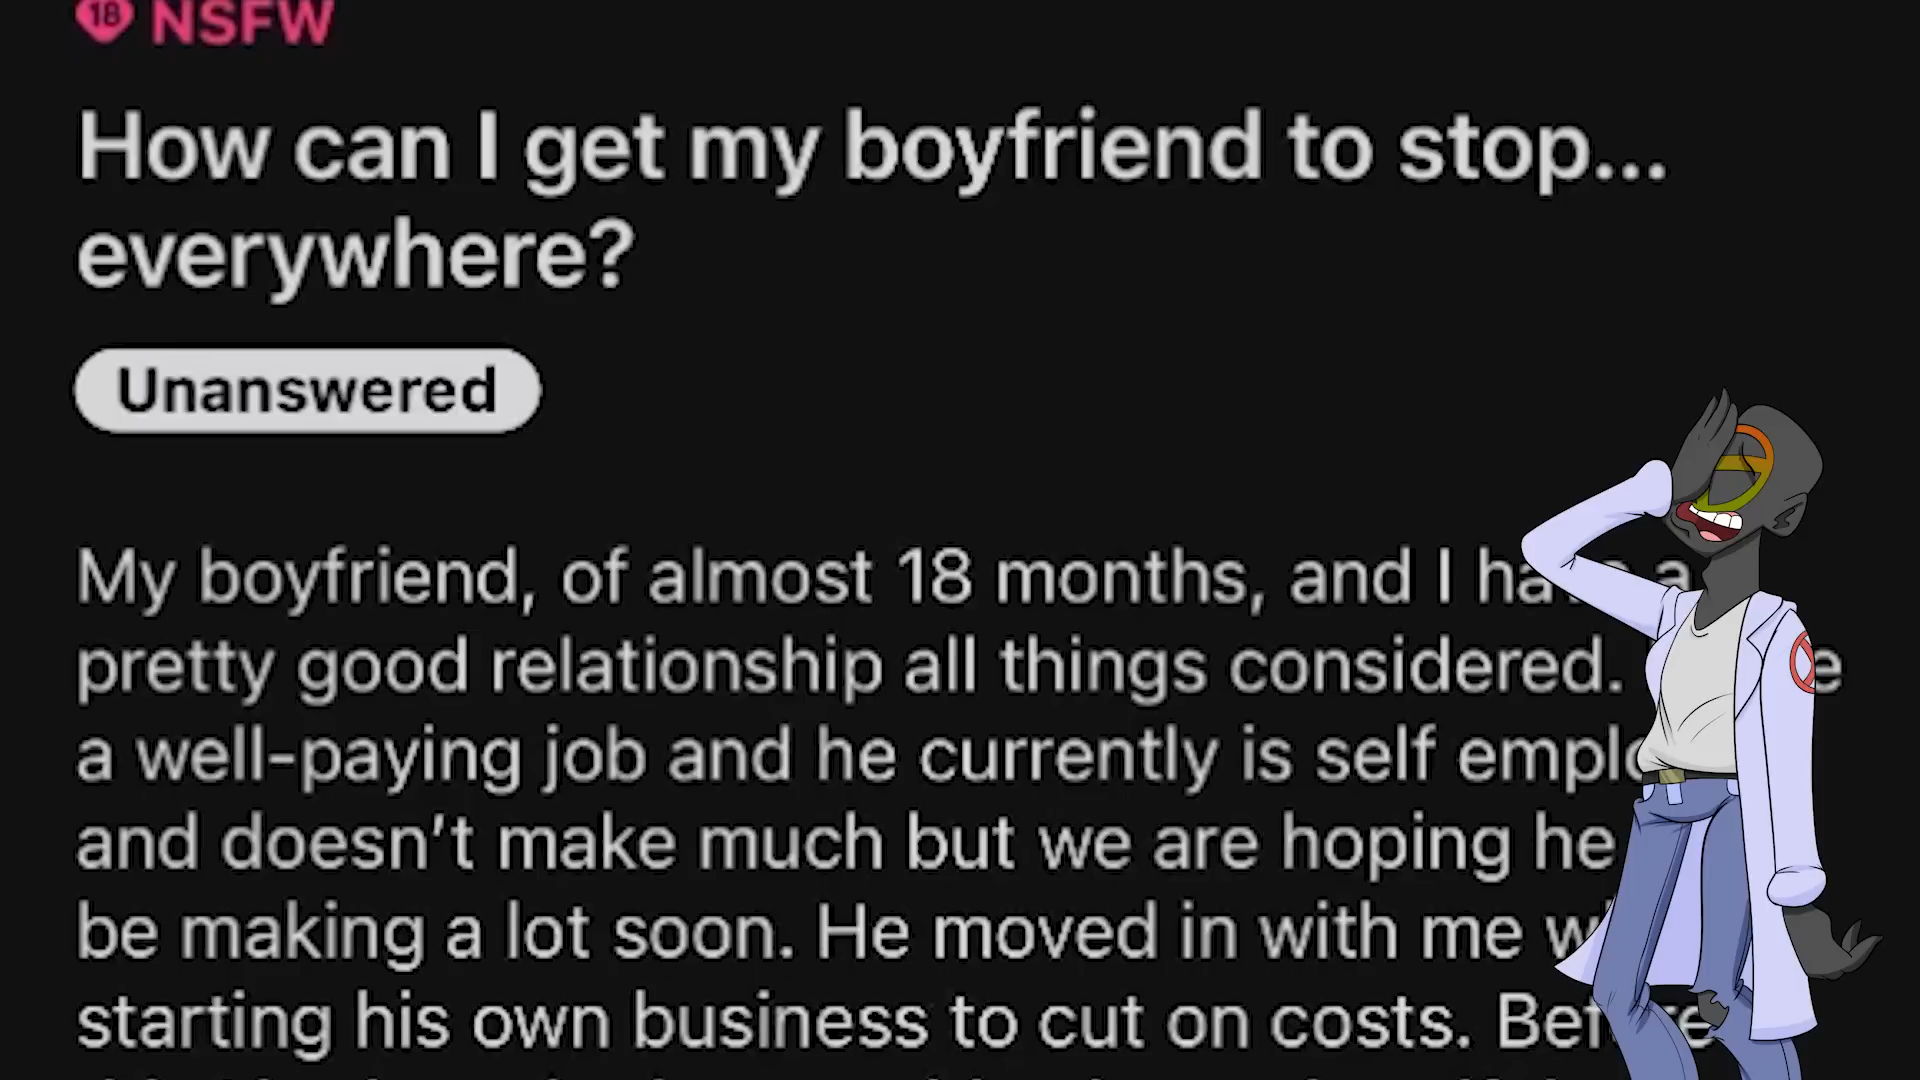 18 NSFW
How can I get my boyfriend to stop...
everywhere?
Unanswered
My boyfriend, of almost 18 months, and I a
pretty good relationship all things considered.
a well-paying job and he currently is self
and doesn't make much but we are hoping he
be making a lot soon. He moved in with me
starting his own business to cut on costs.